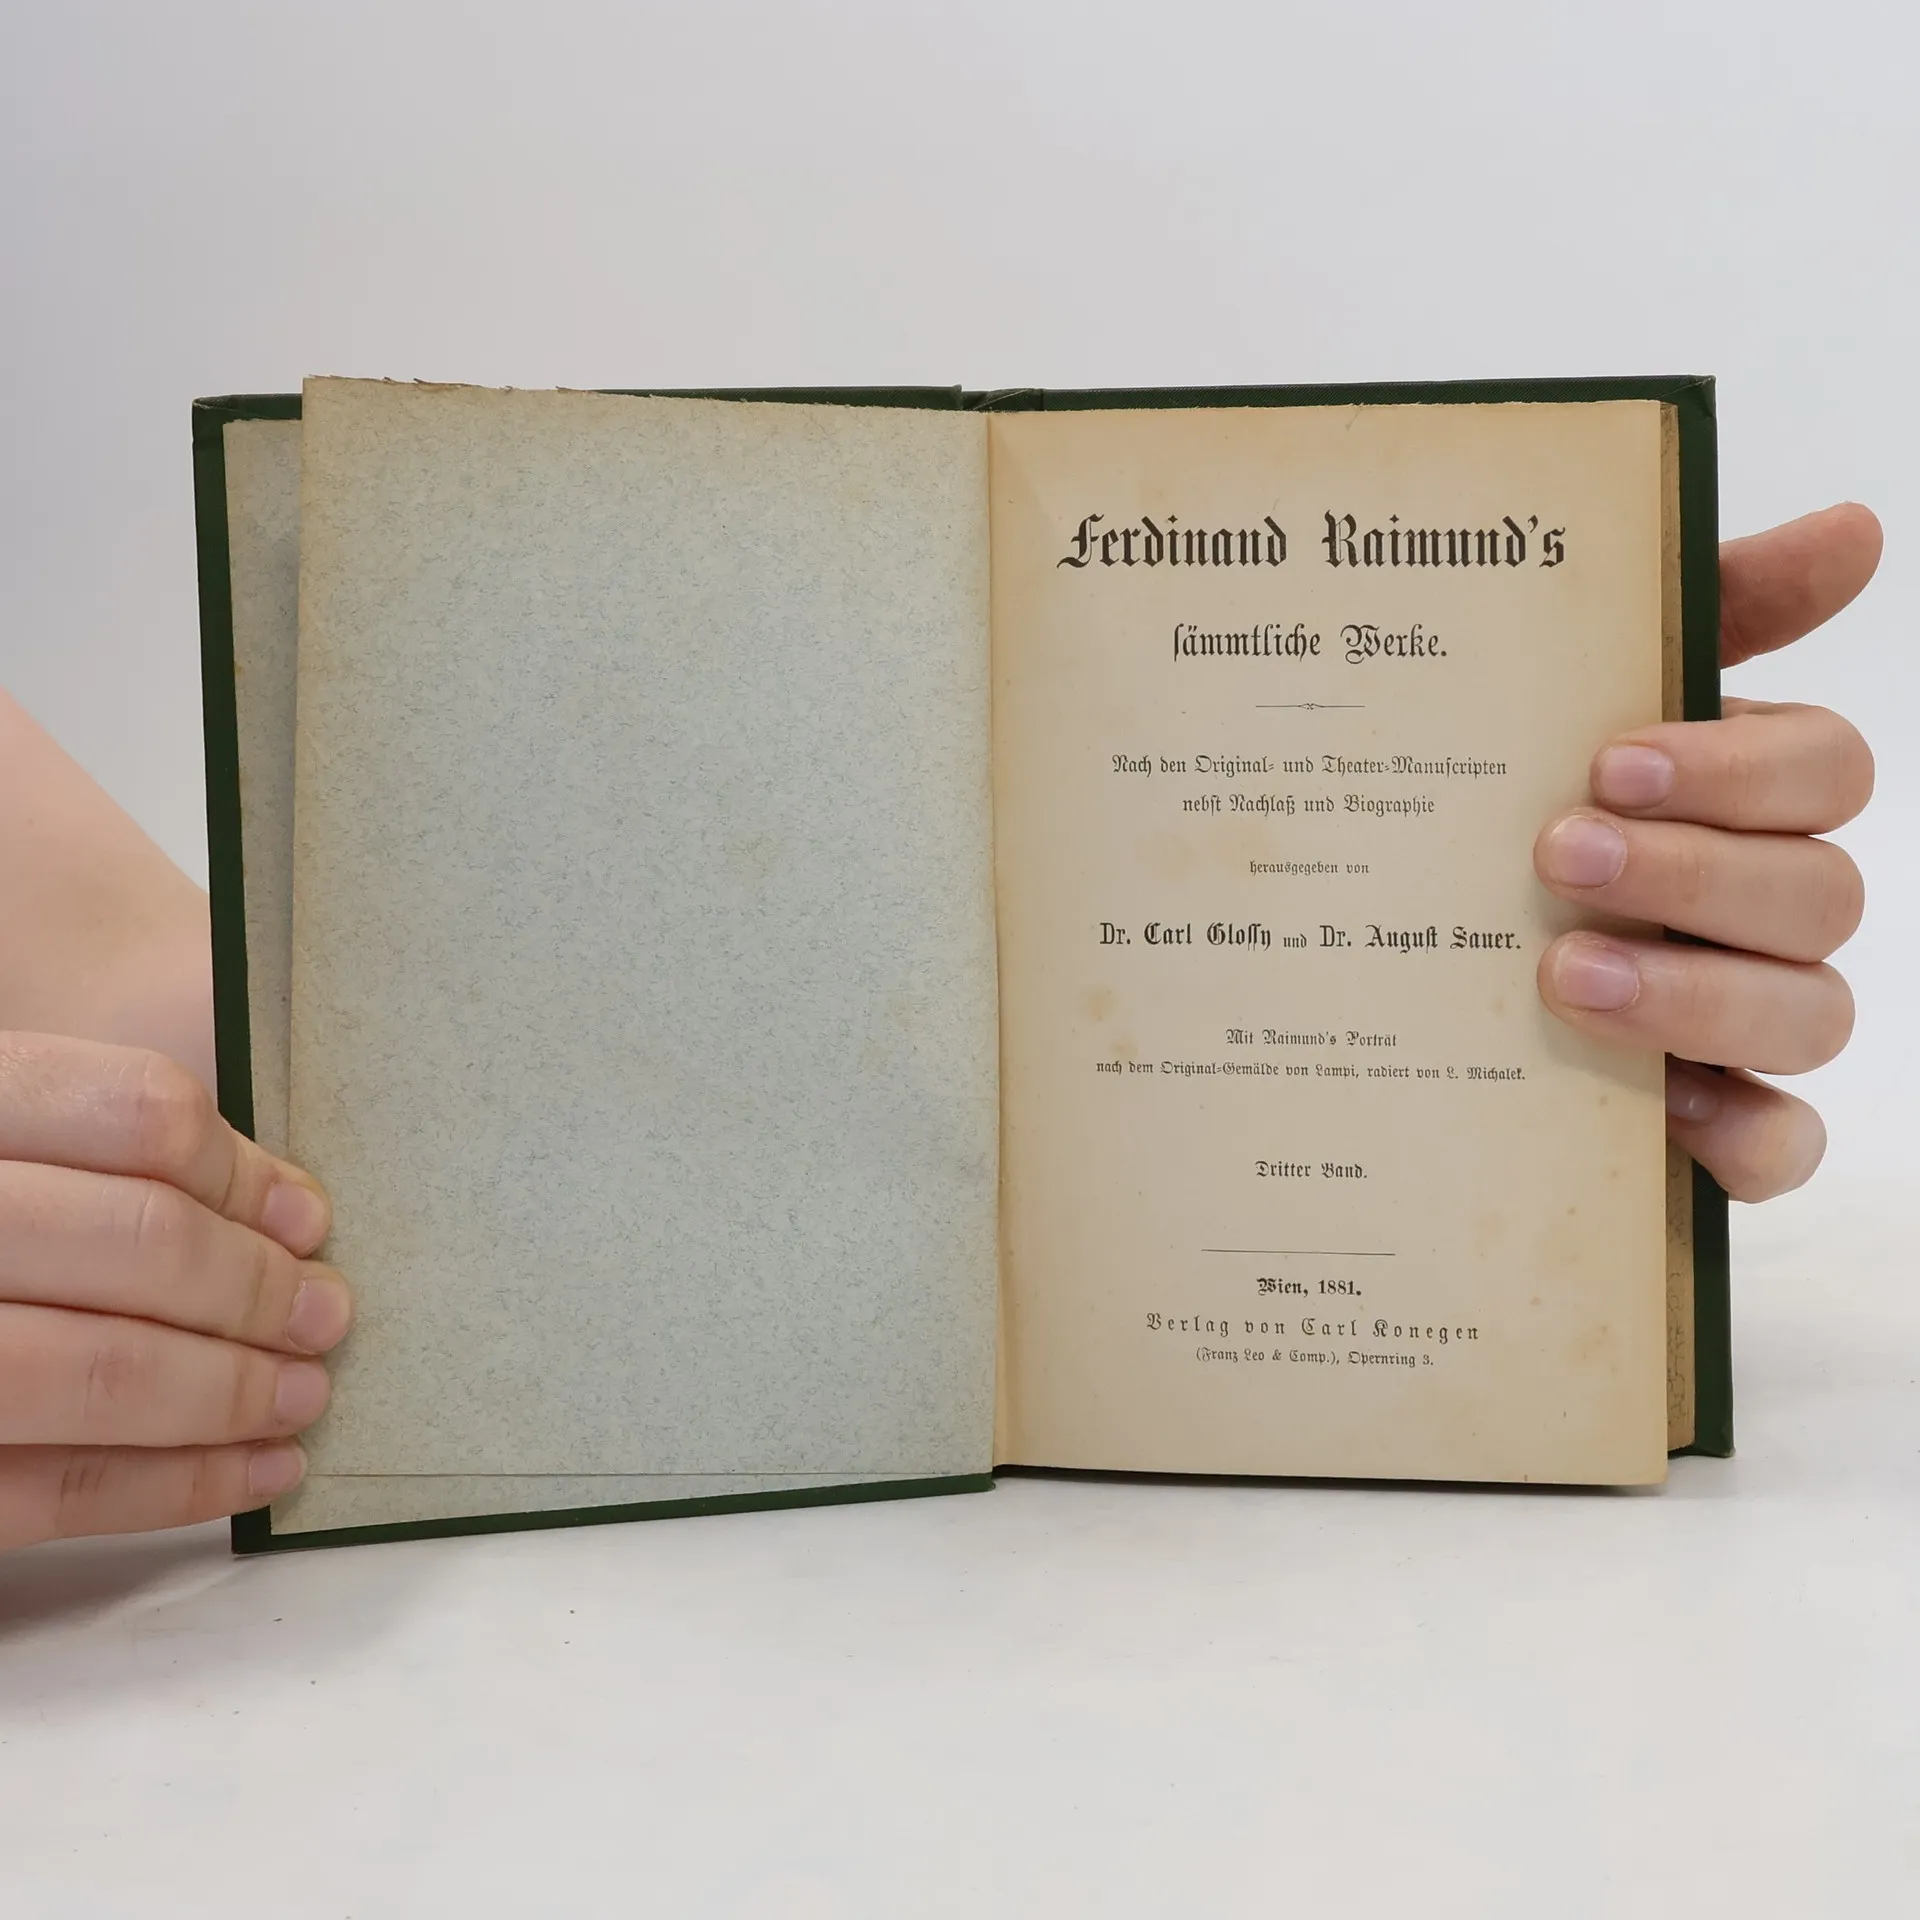 Ferdinand Raimund's
sämmtliche Werke.
Nach den Original- und Theater-Manuscripten
nebst Nachlaß und Biographie
herausgegeben von
Dr. Carl Glossy und Dr. August Sauer.
Mit Raimund's Porträt
nach dem Original-Gemälde von Lampi, radiert von L. Michalek.
Dritter Band.
Wien, 1881.
Verlag von Carl Konegen
(Franz Leo & Comp.), Opernring 3.